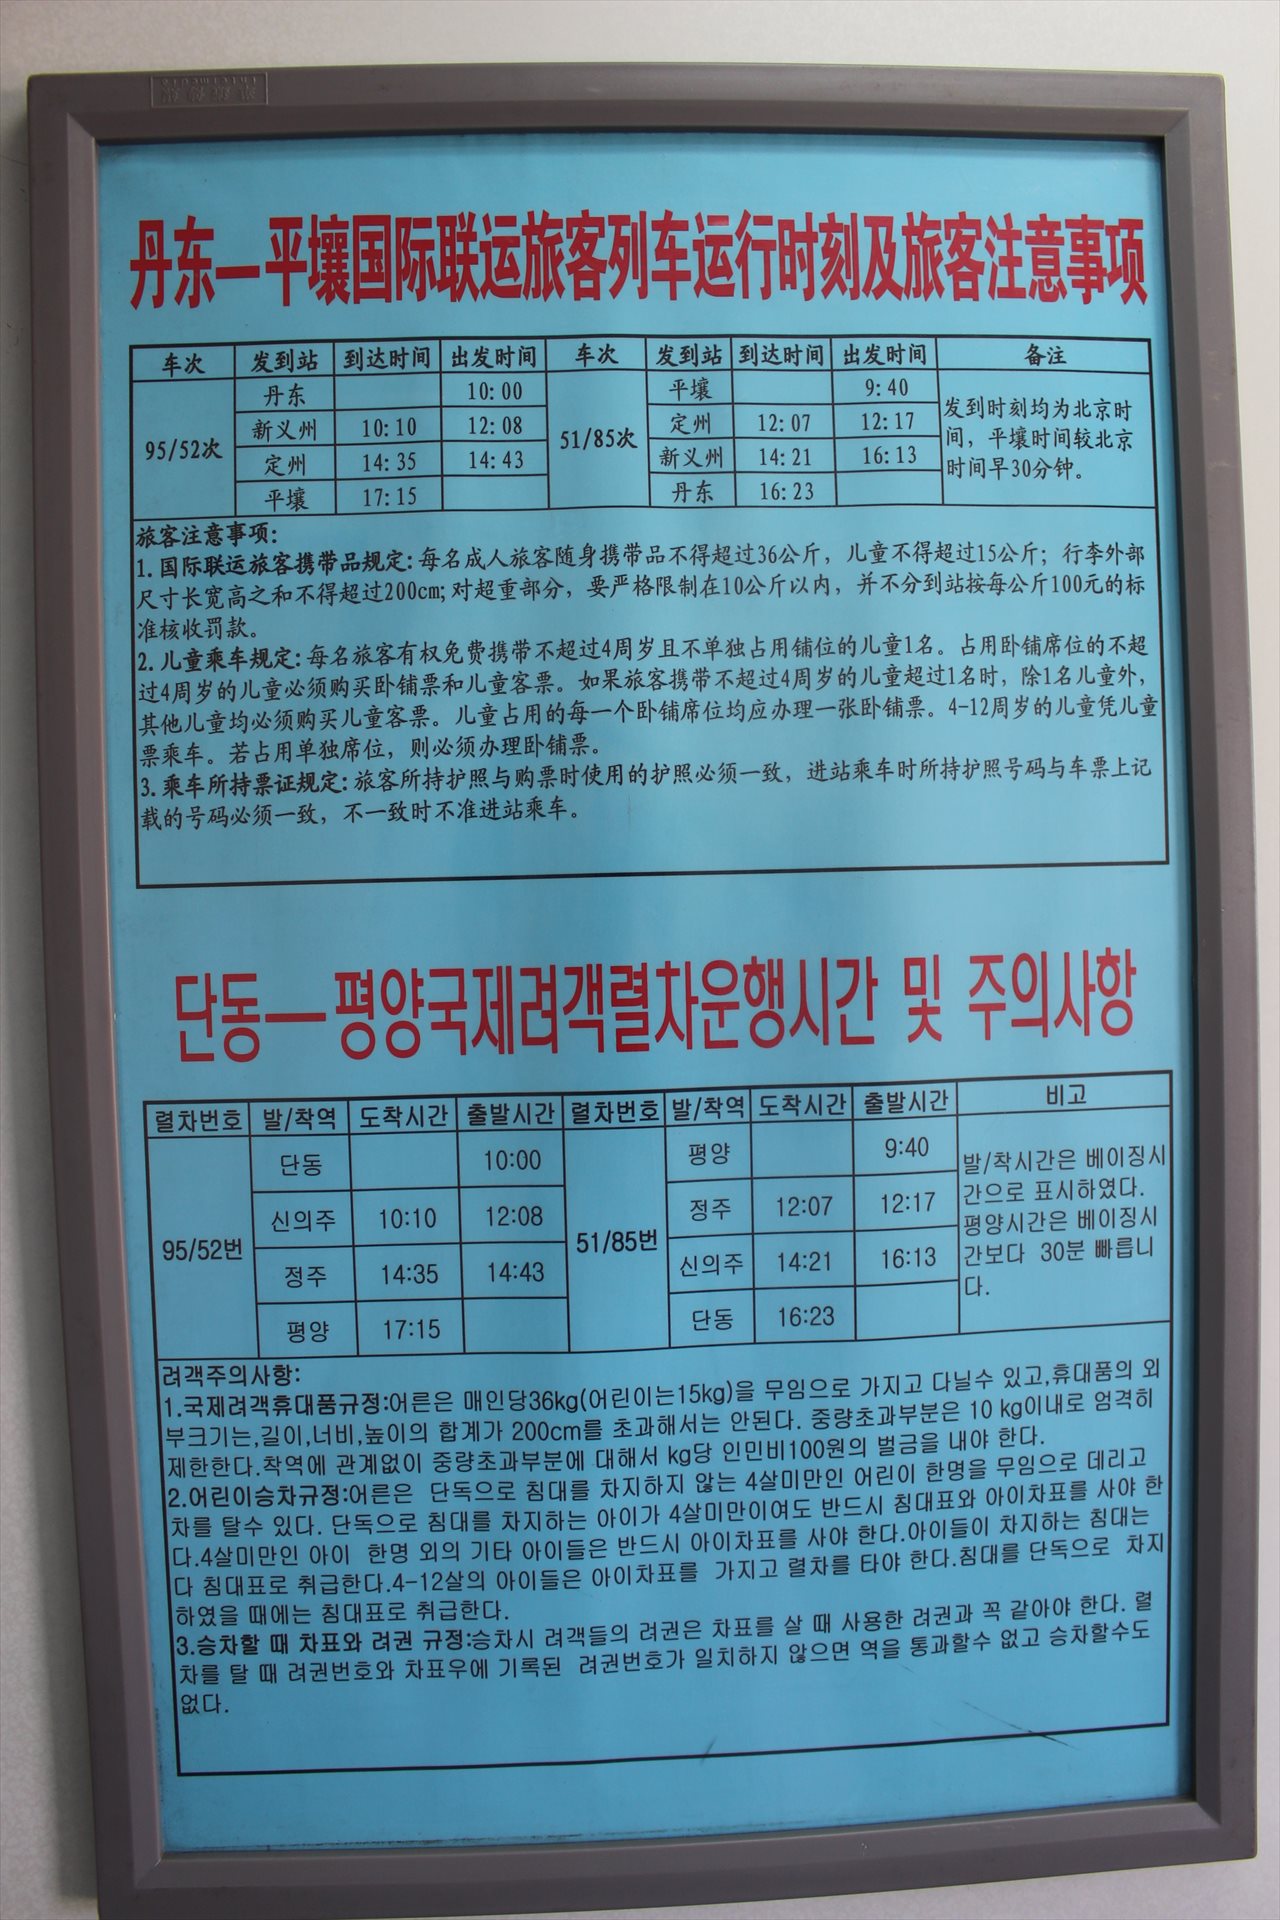 丹东—平壤国际联运旅客列车运行时刻及旅客注意事项
车次 发到站 到达时间 出发时间 车次 发到站 到达时间 出发时间 备注
95/52次 丹东 10:00 51/85次 平壤 9:40 发到时刻均为北京时
新义州 10:10 12:08 定州 12:07 12:17 间，平壤时间较北京
定州 14:35 14:43 新义州 14:21 16:13 时间早30分钟。
平壤 17:15 丹东 16:23
旅客注意事项：
1.国际联运旅客携带品规定：每名成人旅客随身携带品不得超过36公斤，儿童不得超过15公斤；行李外部
尺寸长宽高之和不得超过200cm；对超重部分，要严格限制在10公斤以内，并不分到站按每公斤100元的标
准核收罚款。
2.儿童乘车规定：每名旅客有权免费携带不超过4周岁且不单独占用铺位的儿童1名。占用卧铺席位的不超
过4周岁的儿童必须购买卧铺票和儿童客票。如果旅客携带不超过4周岁的儿童超过1名时，除1名儿童外，
其他儿童均必须购买儿童客票。儿童占用的每一个卧铺席位均应办理一张卧铺票。4-12周岁的儿童凭儿童
票乘车。若占用单独席位，则必须办理卧铺票。
3.乘车所持票证规定：旅客所持护照与购票时使用的护照必须一致，进站乘车时所持护照号码与车票上记
载的号码必须一致，不一致时不准进站乘车。
단동—평양국제려객렬차운행시간 및 주의사항
렬차번호 발/착역 도착시간 출발시간 렬차번호 발/착역 도착시간 출발시간 비고
95/52번 단동 10:00 51/85번 평양 9:40 발/착시간은 베이징시
신의주 10:10 12:08 정주 12:07 12:17 간으로 표시하였다.
정주 14:35 14:43 신의주 14:21 16:13 평양시간은 베이징시
평양 17:15 단동 16:23 간보다 30분 빠릅니
다.
려객주의사항:
1.국제려객휴대품규정:어른은 매인당36kg(어린이는15kg)을 무임으로 가지고 다닐수 있고,휴대품의 외
부크기는,길이,너비,높이의 합계가 200cm를 초과해서는 안된다. 중량초과부분은 10 kg이내로 엄격히
제한한다.착역에 관계없이 중량초과부분에 대해서 kg당 인민비100원의 벌금을 내야 한다.
2.어린이승차규정:어른은 단독으로 침대를 차지하지 않는 4살미만인 어린이 한명을 무임으로 데리고
차를 탈수 있다. 단독으로 침대를 차지하는 아이가 4살미만이여도 반드시 침대표와 아이차표를 사야 한
다.4살미만인 아이 한명 외의 기타 아이들은 반드시 아이차표를 사야 한다.아이들이 차지하는 침대는
다 침대표로 취급한다.4-12살의 아이들은 아이차표를 가지고 렬차를 타야 한다.침대를 단독으로 차지
하였을 때에는 침대표로 취급한다.
3.승차할 때 차표와 려권 규정:승차시 려객들의 려권은 차표를 살 때 사용한 려권과 꼭 같아야 한다. 렬
차를 탈 때 려권번호와 차표우에 기록된 려권번호가 일치하지 않으면 역을 통과할수 없고 승차할수도
없다.